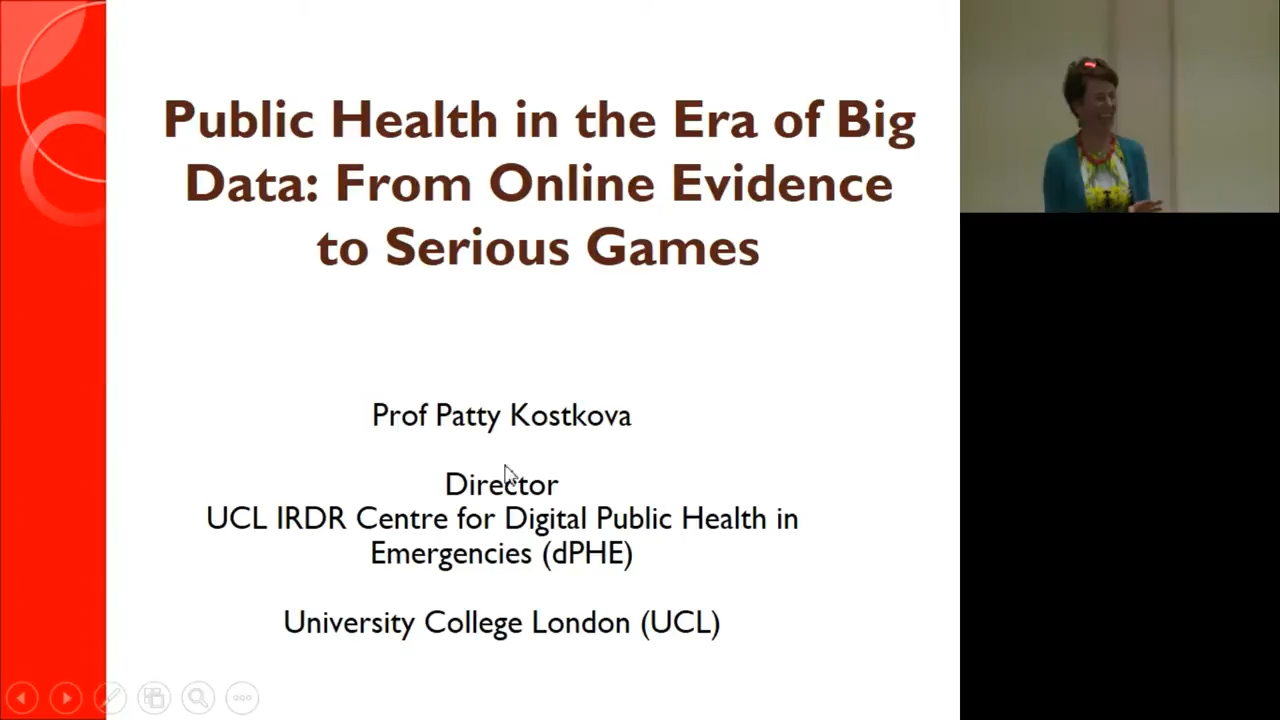 Public Health in the Era of Big
Data: From Online Evidence
to Serious Games
Prof Patty Kostkova
Director
UCL IRDR Centre for Digital Public Health in
Emergencies (dPHE)
University College London (UCL)